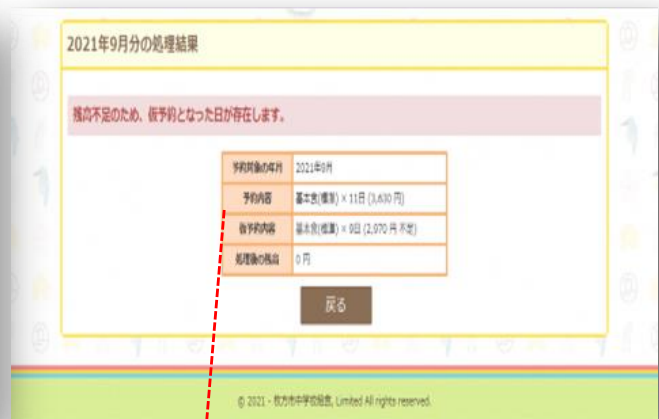 2021年9月分の処理結果
残高不足のため、仮予約となった日が存在します。
予約対象の年月 2021年9月
予約内容 基本食(標準) × 11日 (3,630 円)
仮予約内容 基本食(標準) × 9日 (2,970 円 不足)
処理後の残高 0 円
戻る
© 2021 - 枚方市中学校給食, Limited All rights reserved.